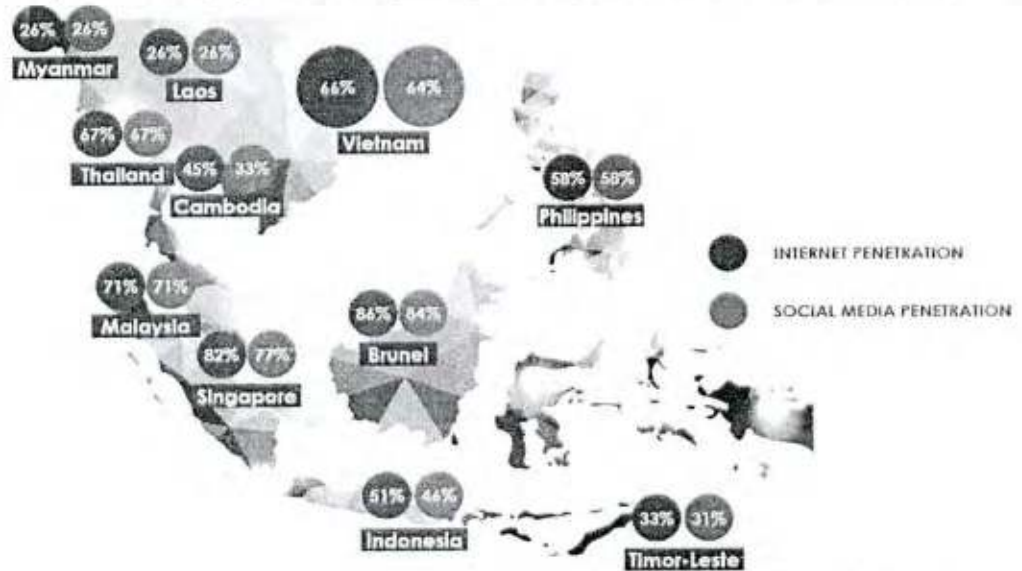 26% 26%
Myanmar
26% 26%
Laos
66% 64%
Vietnam
67% 67%
Thailand
45% 33%
Cambodia
58% 58%
Philippines
INTERNET PENETRATION
SOCIAL MEDIA PENETRATION
71% 71%
Malaysia
86% 84%
Brunei
82% 77%
Singapore
51% 46%
Indonesia
33% 31%
Timor-Leste